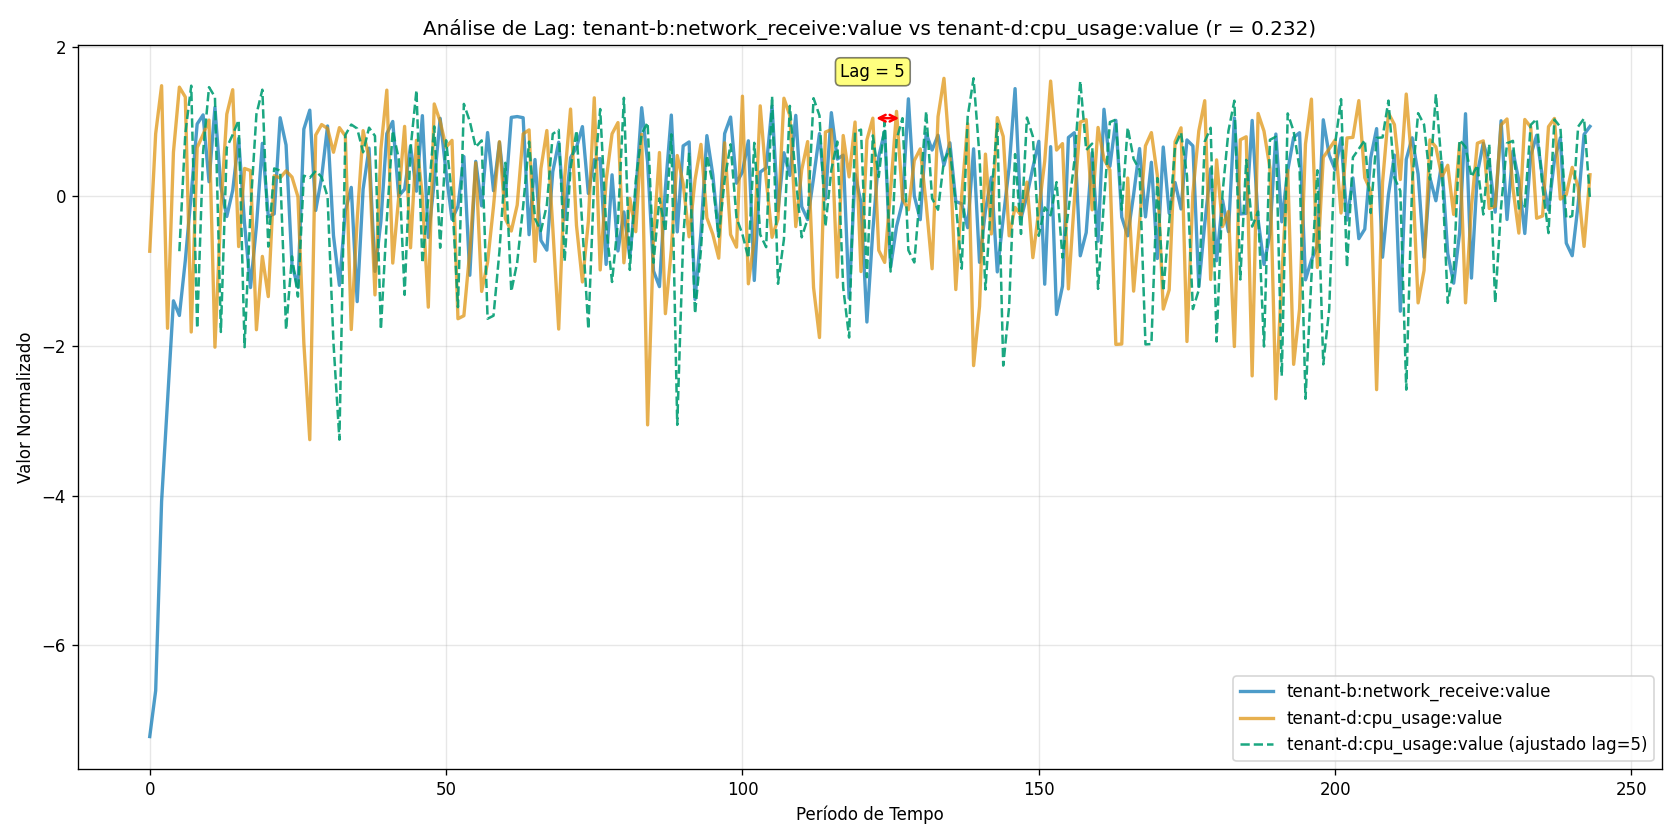 Análise de Lag: tenant-b:network_receive:value vs tenant-d:cpu_usage:value (r = 0.232)
Lag = 5
2
0
−2
−4
−6
Valor Normalizado
0 50 100 150 200 250
Período de Tempo
tenant-b:network_receive:value
tenant-d:cpu_usage:value
tenant-d:cpu_usage:value (ajustado lag=5)